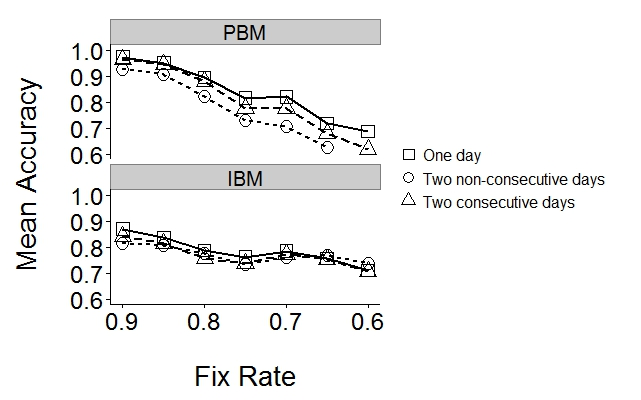 PBM
1.0
0.9
0.8
0.7
0.6
IBM
1.0
0.9
0.8
0.7
0.6
0.9 0.8 0.7 0.6
Fix Rate
Mean Accuracy
One day
Two non-consecutive days
Two consecutive days